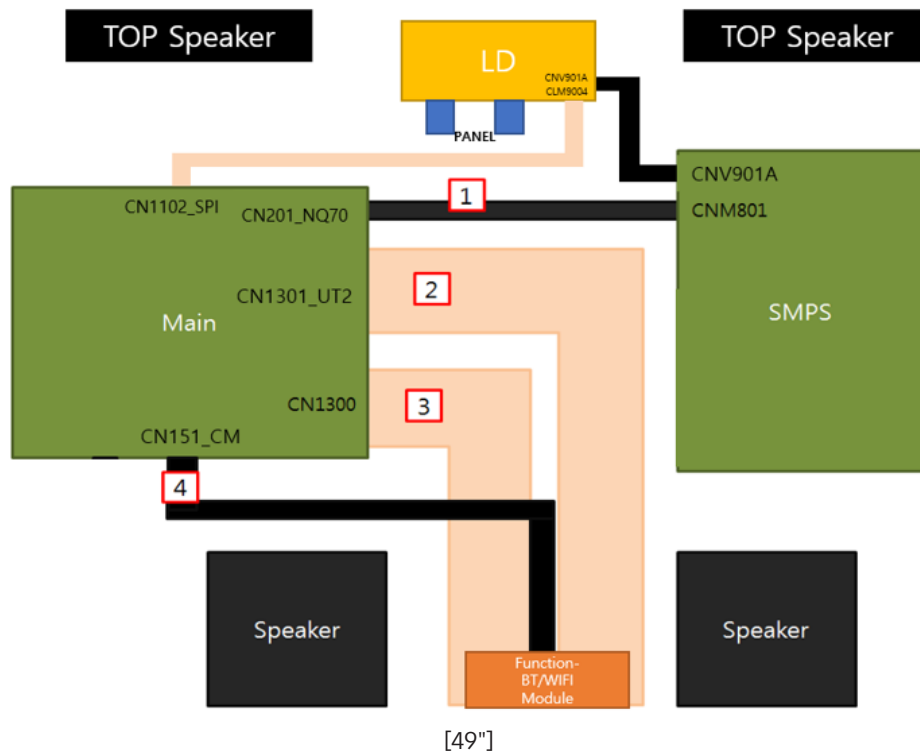 TOP Speaker
TOP Speaker
LD
CNV901A
CLM9004
PANEL
CNV901A
CNM801
CN1102_SPI
CN201_NQ70
1
2
CN1301_UT2
Main
SMPS
3
CN1300
CN151_CM
4
Speaker
Speaker
Function-
BT/WIFI
Module
[49"]